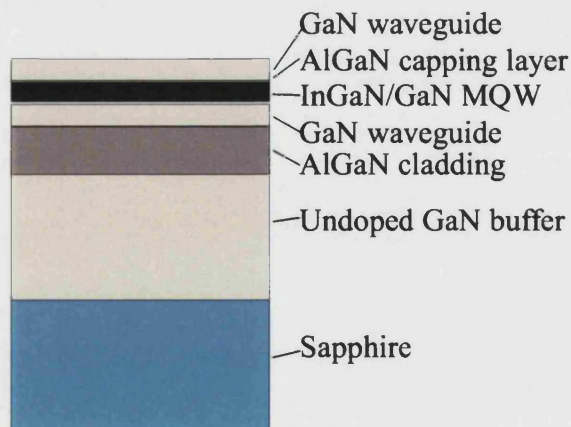 GaN waveguide
AlGaN capping layer
InGaN/GaN MQW
GaN waveguide
AlGaN cladding
Undoped GaN buffer
Sapphire